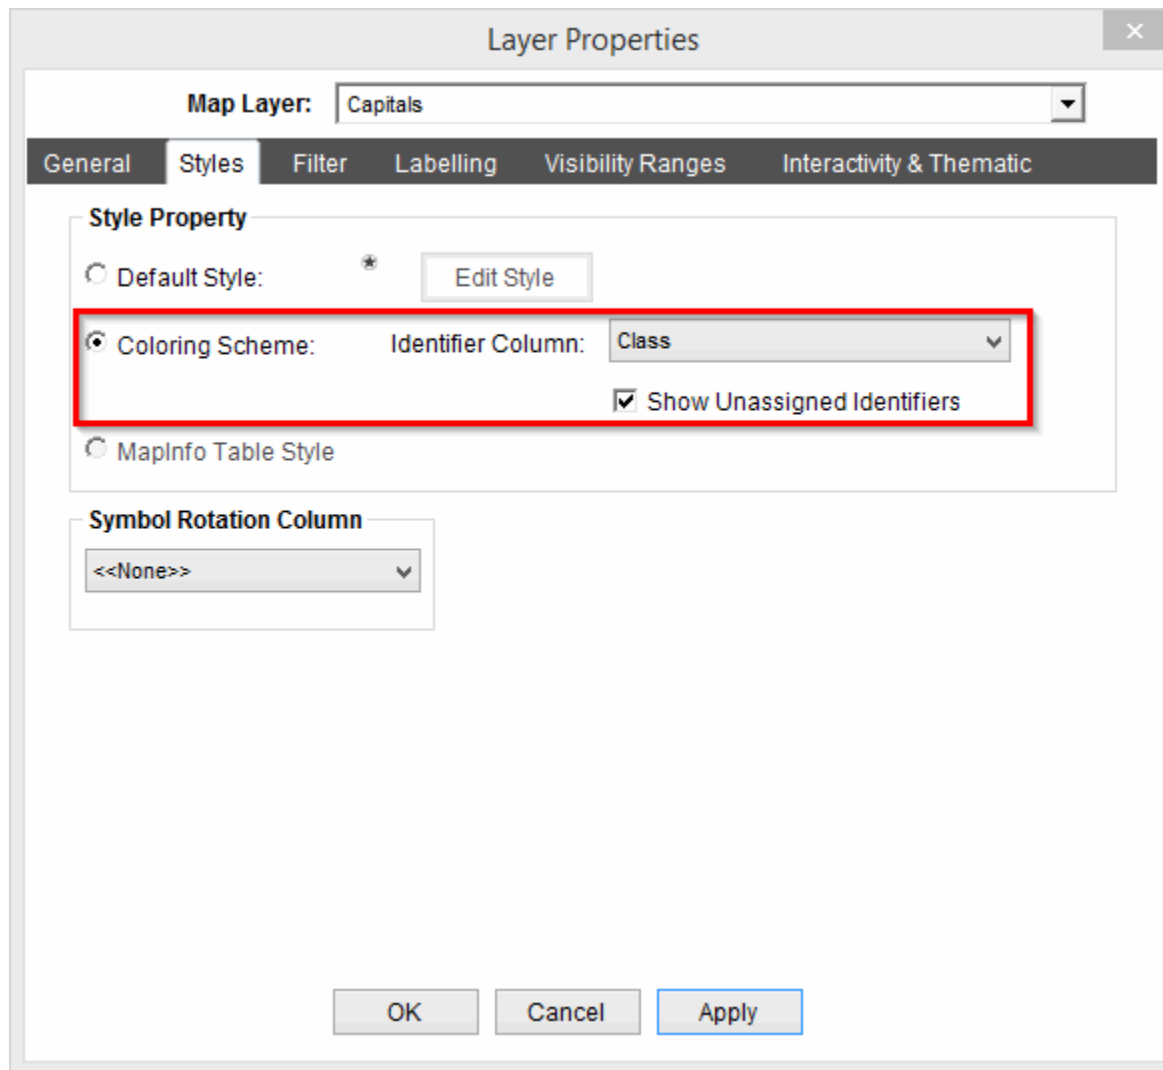 Layer Properties
Map Layer: Capitals
General Styles Filter Labelling Visibility Ranges Interactivity & Thematic
Style Property
Default Style: Edit Style
Coloring Scheme: Identifier Column: Class
Show Unassigned Identifiers
MapInfo Table Style
Symbol Rotation Column
<<None>>
OK Cancel Apply